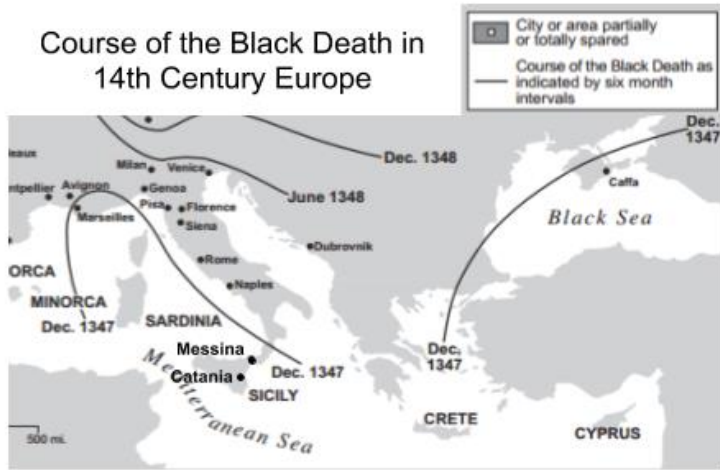 Course of the Black Death in
14th Century Europe
City or area partially
or totally spared
Course of the Black Death as
indicated by six month
intervals
Dec.
1347
Dec. 1348
Milan
Venice
Caffa
Avignon
Genoa
June 1348
Pisa
Florence
Marseilles
Siena
Black Sea
Dubrovnik
Rome
ORCA
MINORCA
Naples
Dec. 1347
SARDINIA
Messina
Dec.
1347
Dec. 1347
Catania
SICILY
Mediterranean Sea
CRETE
CYPRUS
500 mi.